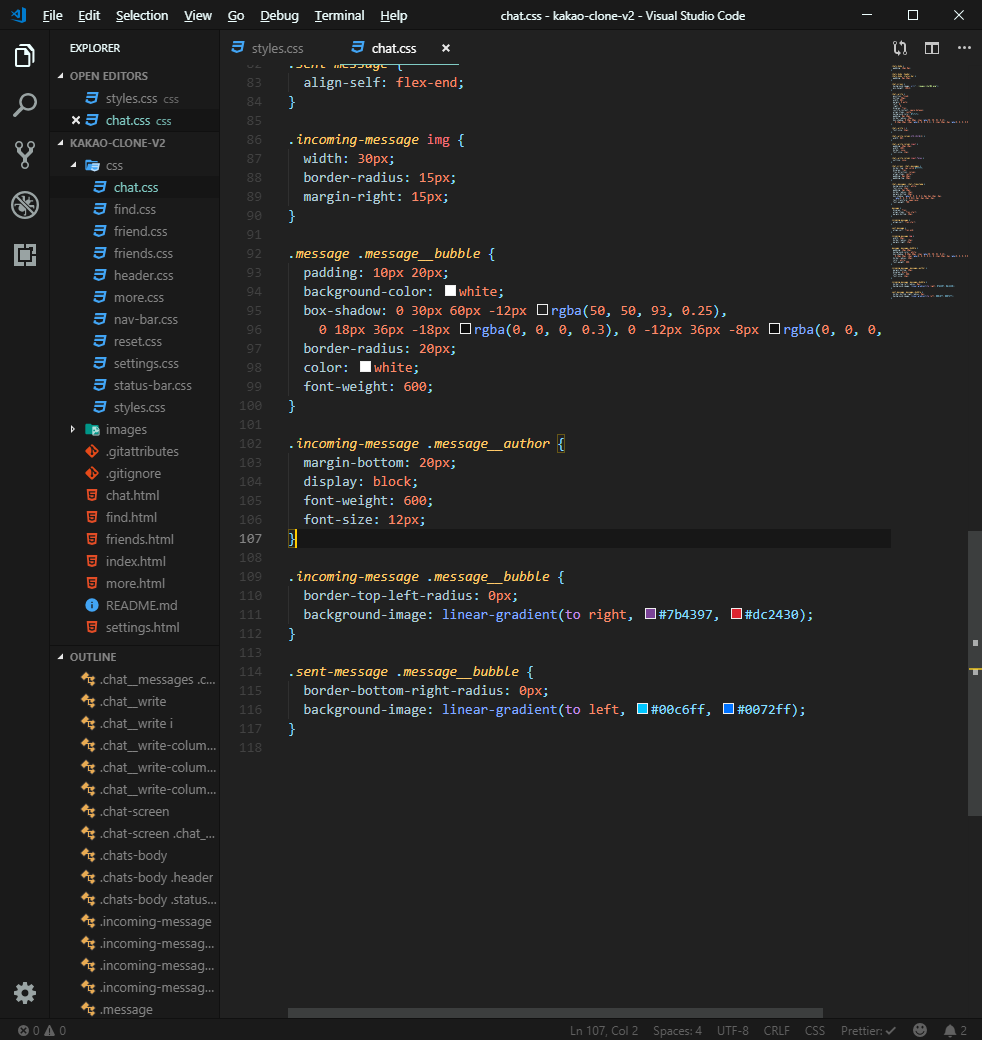 File Edit Selection View Go Debug Terminal Help chat.css - kakao-clone-v2 - Visual Studio Code
EXPLORER
OPEN EDITORS
styles.css css
chat.css css
KAKAO-CLONE-V2
css
chat.css
find.css
friend.css
friends.css
header.css
more.css
nav-bar.css
reset.css
settings.css
status-bar.css
styles.css
images
.gitattributes
.gitignore
chat.html
find.html
friends.html
index.html
more.html
README.md
settings.html
OUTLINE
.chat__messages .c...
.chat__write
.chat__write i
.chat__write-colum...
.chat__write-colum...
.chat__write-colum...
.chat-screen
.chat-screen .chat_...
.chats-body
.chats-body .header
.chats-body .status...
.incoming-message
.incoming-messag...
.incoming-messag...
.incoming-messag...
.message
styles.css chat.css
82 .sent-message {
83 align-self: flex-end;
84 }
85
86 .incoming-message img {
87 width: 30px;
88 border-radius: 15px;
89 margin-right: 15px;
90 }
91
92 .message .message__bubble {
93 padding: 10px 20px;
94 background-color: white;
95 box-shadow: 0 30px 60px -12px rgba(50, 50, 93, 0.25),
96 0 18px 36px -18px rgba(0, 0, 0, 0.3), 0 -12px 36px -8px rgba(0, 0, 0,
97 border-radius: 20px;
98 color: white;
99 font-weight: 600;
100 }
101
102 .incoming-message .message__author {
103 margin-bottom: 20px;
104 display: block;
105 font-weight: 600;
106 font-size: 12px;
107 }
108
109 .incoming-message .message__bubble {
110 border-top-left-radius: 0px;
111 background-image: linear-gradient(to right, #7b4397, #dc2430);
112 }
113
114 .sent-message .message__bubble {
115 border-bottom-right-radius: 0px;
116 background-image: linear-gradient(to left, #00c6ff, #0072ff);
117 }
118
0 0 Ln 107, Col 2 Spaces: 4 UTF-8 CRLF CSS Prettier: ✓ 2